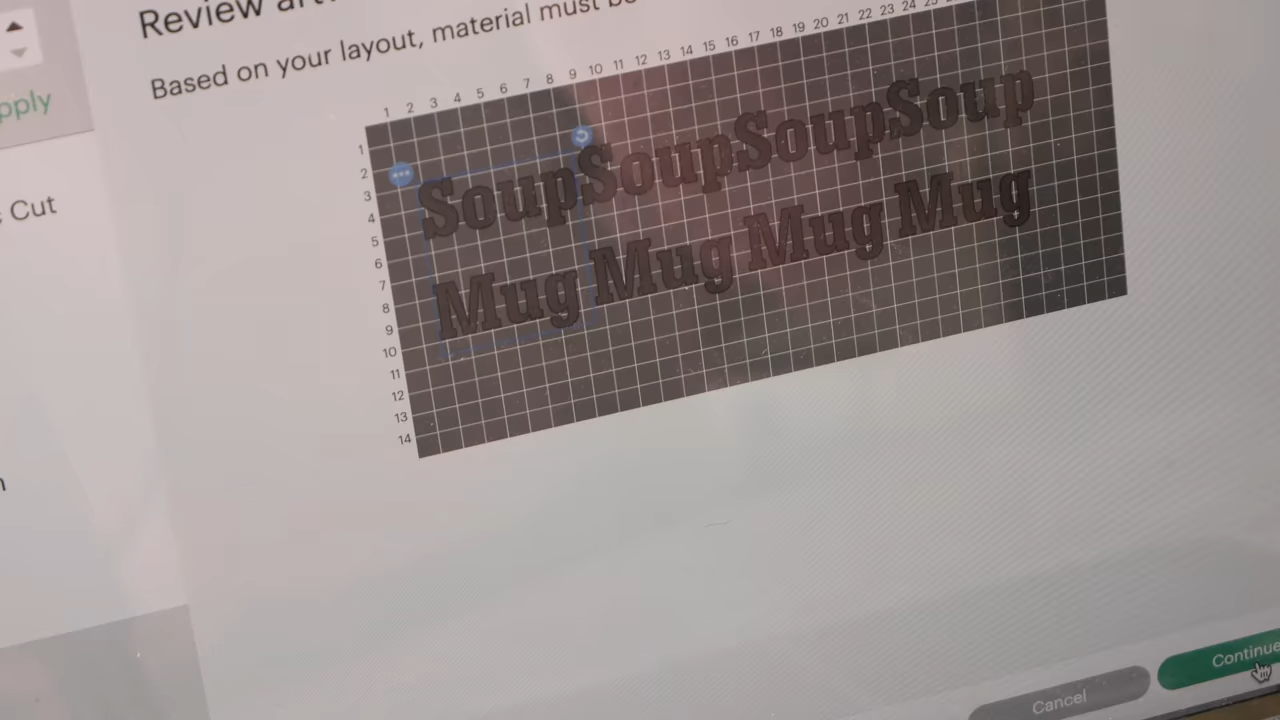 Review
Based on your layout, material must be
pply
Cut
1 2 3 4 5 6 7 8 9 10 11 12 13 14 15 16 17 18 19 20 21 22 23 24
1
2
3
4
5
6
7
8
9
10
11
12
13
14
SoupSoupSoupSoup
Mug Mug Mug Mug
Cancel
Continue